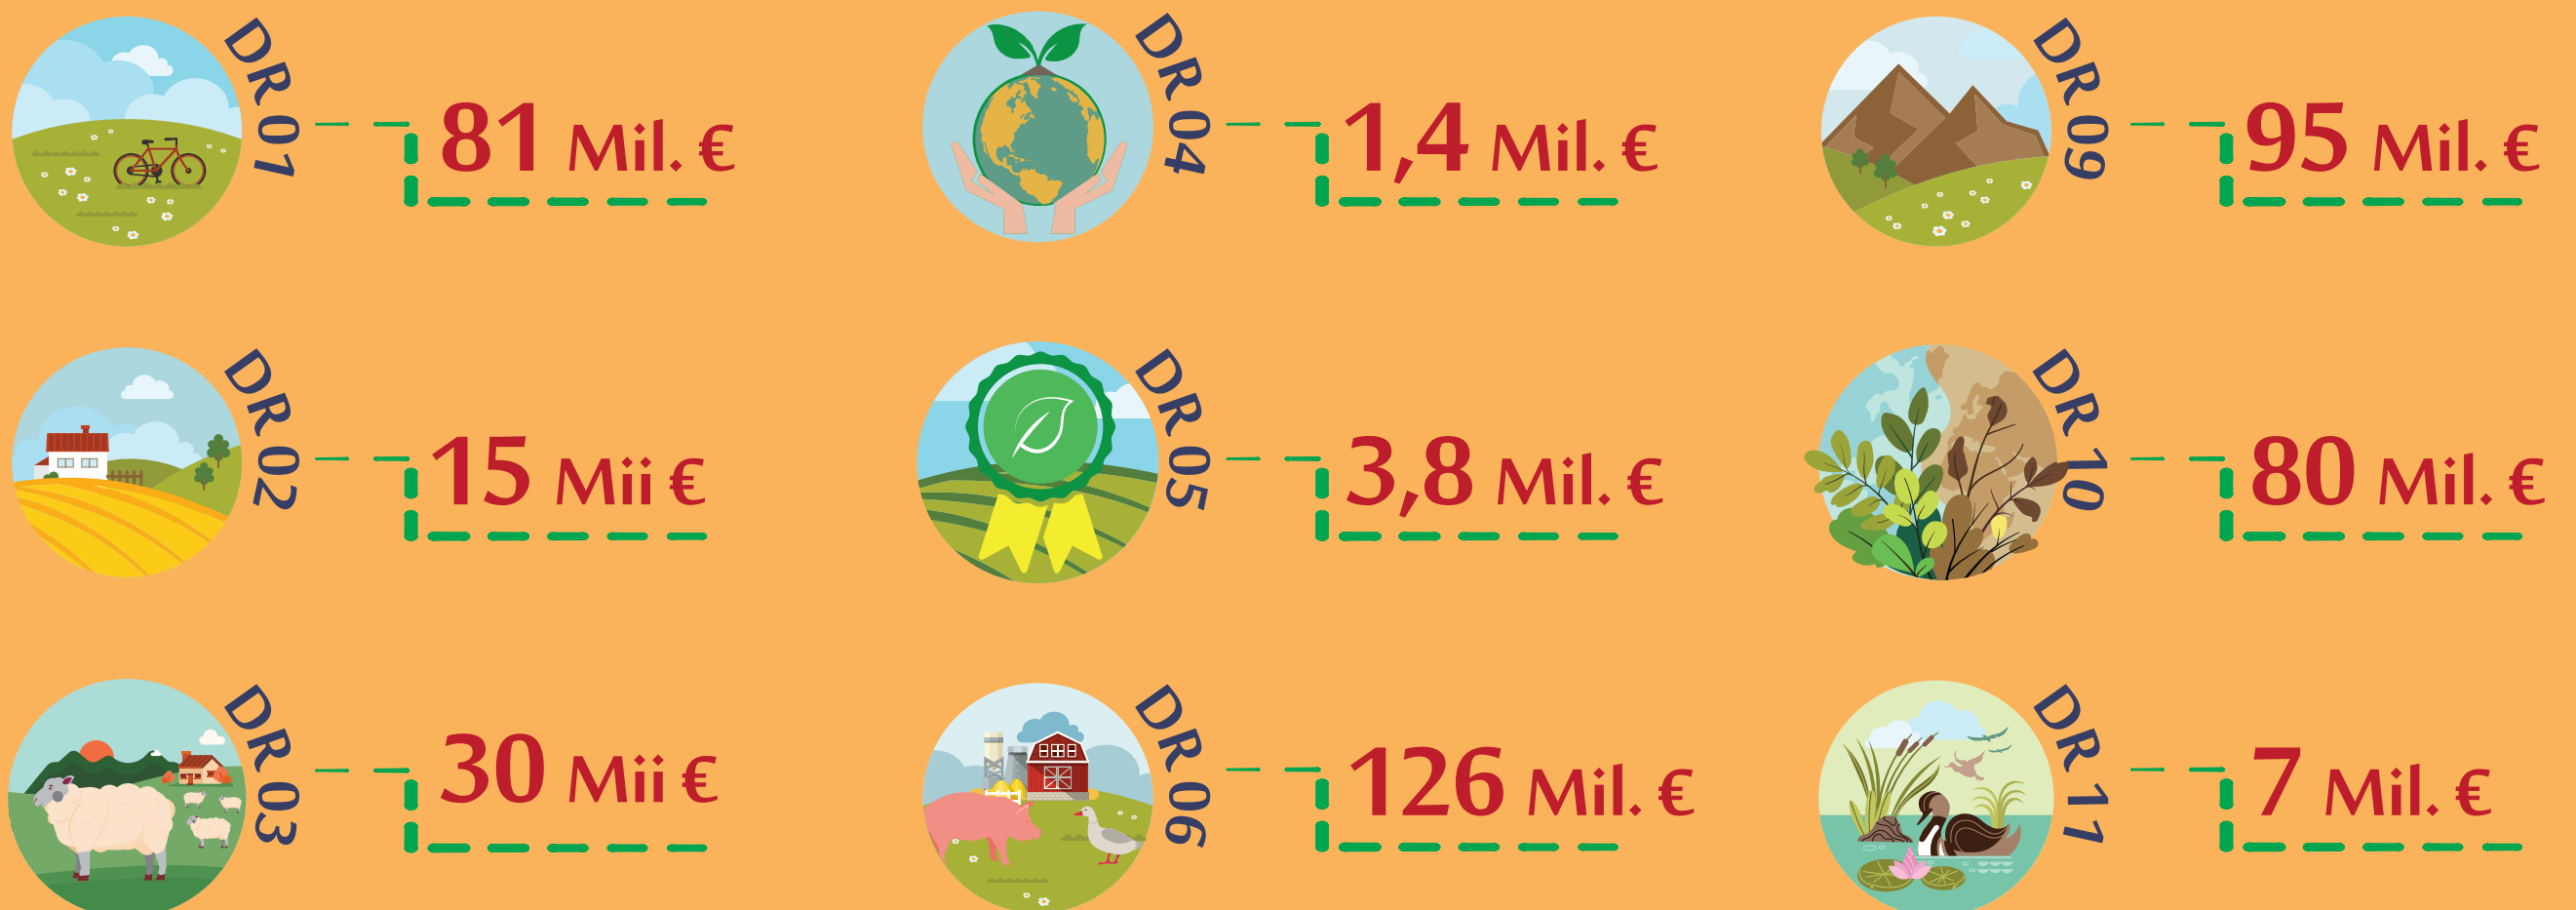 DR 01
81 Mil. €
DR 04
1,4 Mil. €
DR 09
95 Mil. €
DR 02
15 Mii €
DR 05
3,8 Mil. €
DR 10
80 Mil. €
DR 03
30 Mii €
DR 06
126 Mil. €
DR 11
7 Mil. €